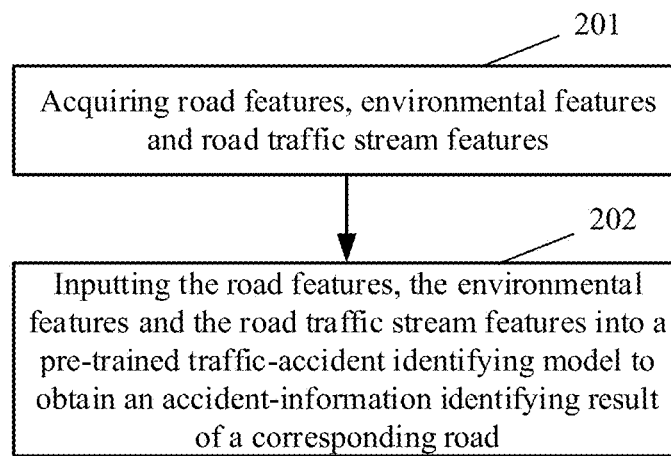 201
Acquiring road features, environmental features
and road traffic stream features
202
Inputting the road features, the environmental
features and the road traffic stream features into a
pre-trained traffic-accident identifying model to
obtain an accident-information identifying result
of a corresponding road